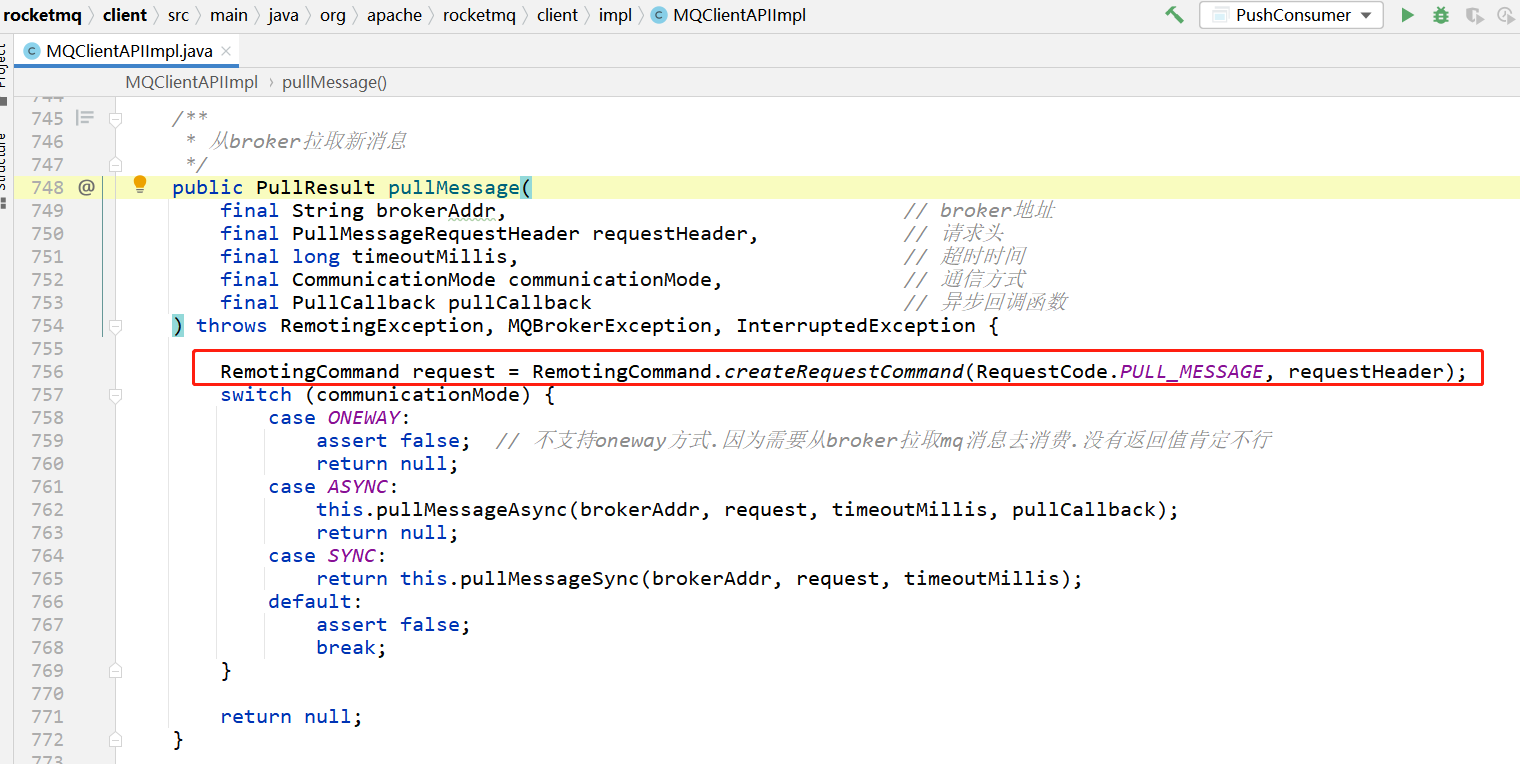 rocketmq client src main java org apache rocketmq client impl MQClientAPIImpl PushConsumer
MQClientAPIImpl.java
Project
MQClientAPIImpl pullMessage()
Structure
744
745 /**
746 * 从broker拉取新消息
747 */
748 @ public PullResult pullMessage(
749 final String brokerAddr, // broker地址
750 final PullMessageRequestHeader requestHeader, // 请求头
751 final long timeoutMillis, // 超时时间
752 final CommunicationMode communicationMode, // 通信方式
753 final PullCallback pullCallback // 异步回调函数
754 ) throws RemotingException, MQBrokerException, InterruptedException {
755
756 RemotingCommand request = RemotingCommand.createRequestCommand(RequestCode.PULL_MESSAGE, requestHeader);
757 switch (communicationMode) {
758 case ONEWAY:
759 assert false; // 不支持oneway方式.因为需要从broker拉取mq消息去消费.没有返回值肯定不行
760 return null;
761 case ASYNC:
762 this.pullMessageAsync(brokerAddr, request, timeoutMillis, pullCallback);
763 return null;
764 case SYNC:
765 return this.pullMessageSync(brokerAddr, request, timeoutMillis);
766 default:
767 assert false;
768 break;
769 }
770
771 return null;
772 }
773